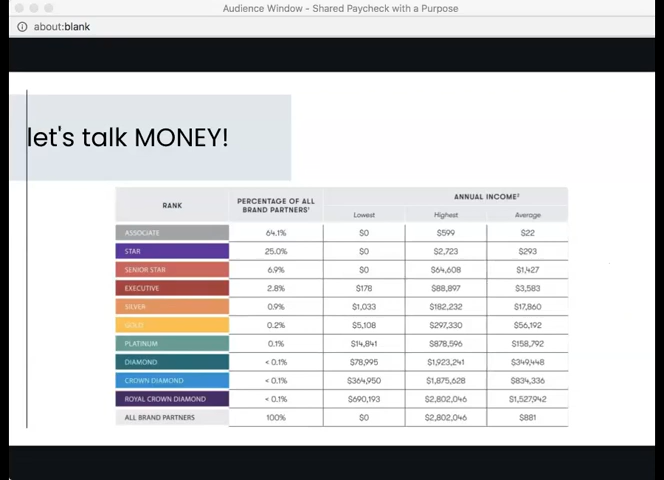 Audience Window - Shared Paycheck with a Purpose
about:blank
let's talk MONEY!
RANK PERCENTAGE OF ALL BRAND PARTNERS¹ ANNUAL INCOME²
Lowest Highest Average
ASSOCIATE 64.1% $0 $599 $22
STAR 25.0% $0 $2,723 $293
SENIOR STAR 6.9% $0 $64,608 $1,427
EXECUTIVE 2.8% $178 $88,897 $3,583
SILVER 0.9% $1,033 $182,232 $17,860
GOLD 0.2% $5,108 $297,330 $56,192
PLATINUM 0.1% $14,841 $878,596 $158,792
DIAMOND < 0.1% $78,995 $1,923,241 $349,448
CROWN DIAMOND < 0.1% $364,950 $1,875,628 $834,336
ROYAL CROWN DIAMOND < 0.1% $690,193 $2,802,046 $1,527,942
ALL BRAND PARTNERS 100% $0 $2,802,046 $881